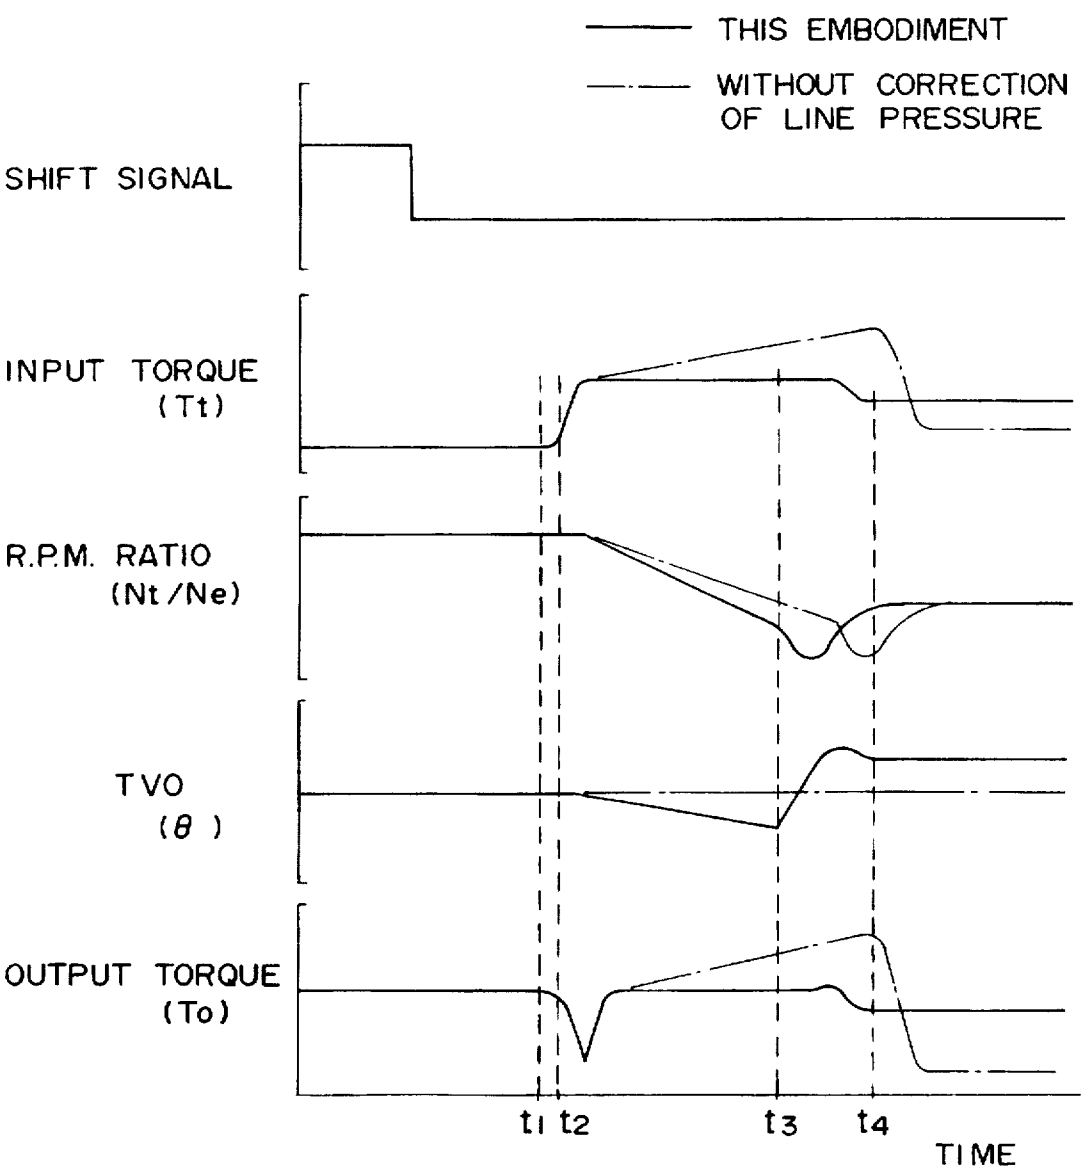 THIS EMBODIMENT
WITHOUT CORRECTION
OF LINE PRESSURE
SHIFT SIGNAL
INPUT TORQUE
(Tt)
R.P.M. RATIO
(Nt/Ne)
TVO
(θ)
OUTPUT TORQUE
(To)
t1 t2 t3 t4
TIME